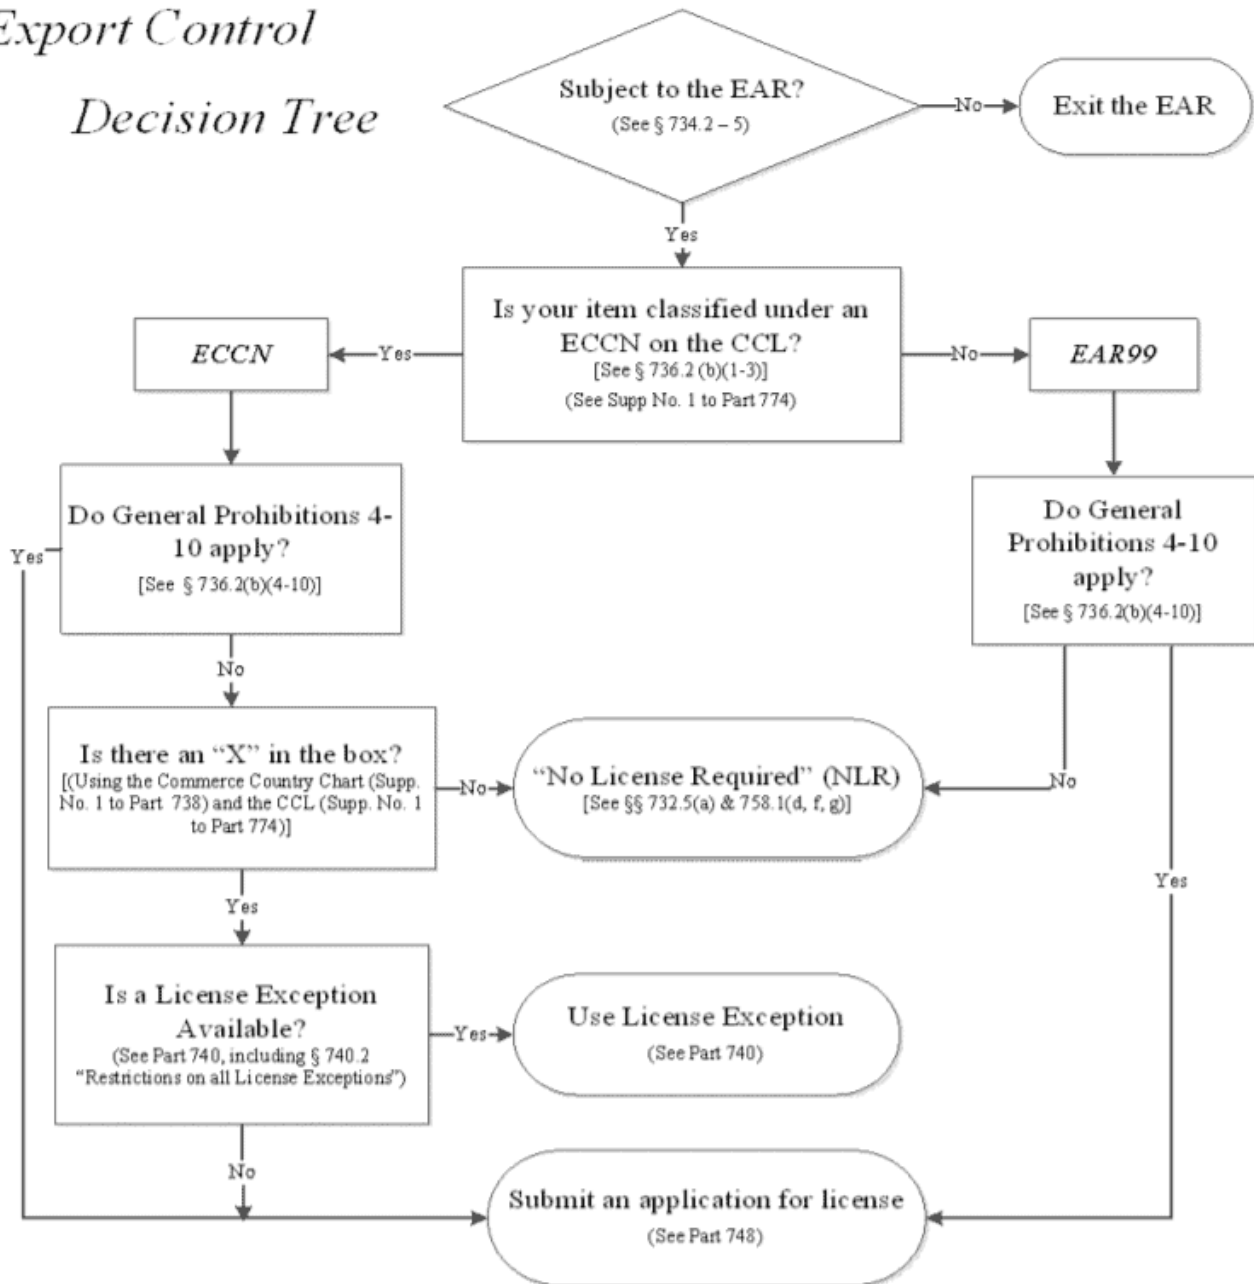 Export Control
Decision Tree
Subject to the EAR?
(See § 734.2 – 5)
No
Exit the EAR
Yes
Is your item classified under an
ECCN on the CCL?
[See § 736.2 (b)(1-3)]
(See Supp No. 1 to Part 774)
Yes
ECCN
No
EAR99
Do General Prohibitions 4-
10 apply?
[See § 736.2(b)(4-10)]
Yes
No
Do General
Prohibitions 4-10
apply?
[See § 736.2(b)(4-10)]
No
Yes
Is there an “X” in the box?
[(Using the Commerce Country Chart (Supp.
No. 1 to Part 738) and the CCL (Supp. No. 1
to Part 774)]
No
“No License Required” (NLR)
[See §§ 732.5(a) & 758.1(d, f, g)]
Yes
Is a License Exception
Available?
(See Part 740, including § 740.2
“Restrictions on all License Exceptions”)
Yes
Use License Exception
(See Part 740)
No
Submit an application for license
(See Part 748)